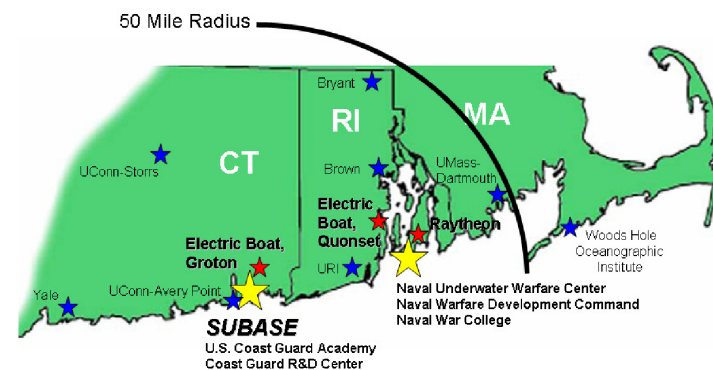 50 Mile Radius
Bryant
RI
MA
CT
UConn-Storrs
Brown
UMass-
Dartmouth
Electric
Boat,
Quonset
Raytheon
Woods Hole
Oceanographic
Institute
Electric Boat,
Groton
URI
Yale
UConn-Avery Point
Naval Underwater Warfare Center
Naval Warfare Development Command
Naval War College
SUBASE
U.S. Coast Guard Academy
Coast Guard R&D Center